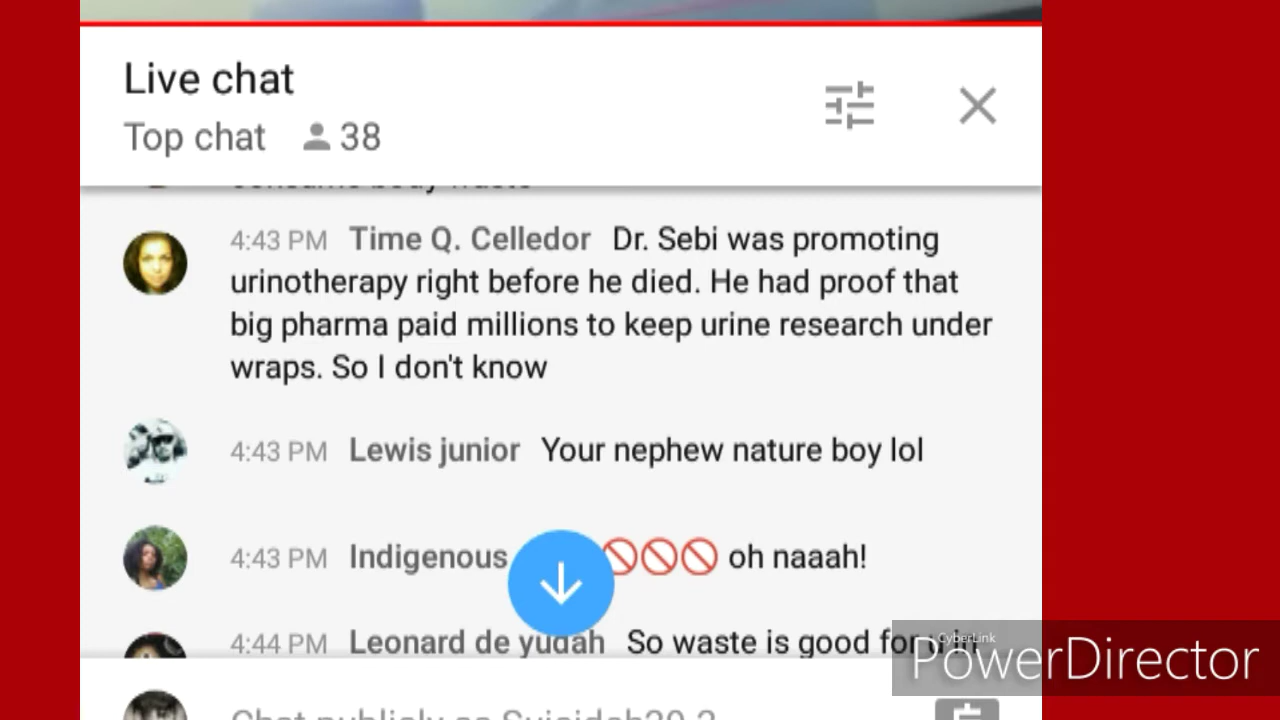 Live chat
Top chat 38
4:43 PM Time Q. Celledor Dr. Sebi was promoting
urinotherapy right before he died. He had proof that
big pharma paid millions to keep urine research under
wraps. So I don't know
4:43 PM Lewis junior Your nephew nature boy lol
4:43 PM Indigenous 🚫🚫🚫 oh naaah!
4:44 PM Leonard de yudah So waste is good for u in
CyberLink
PowerDirector